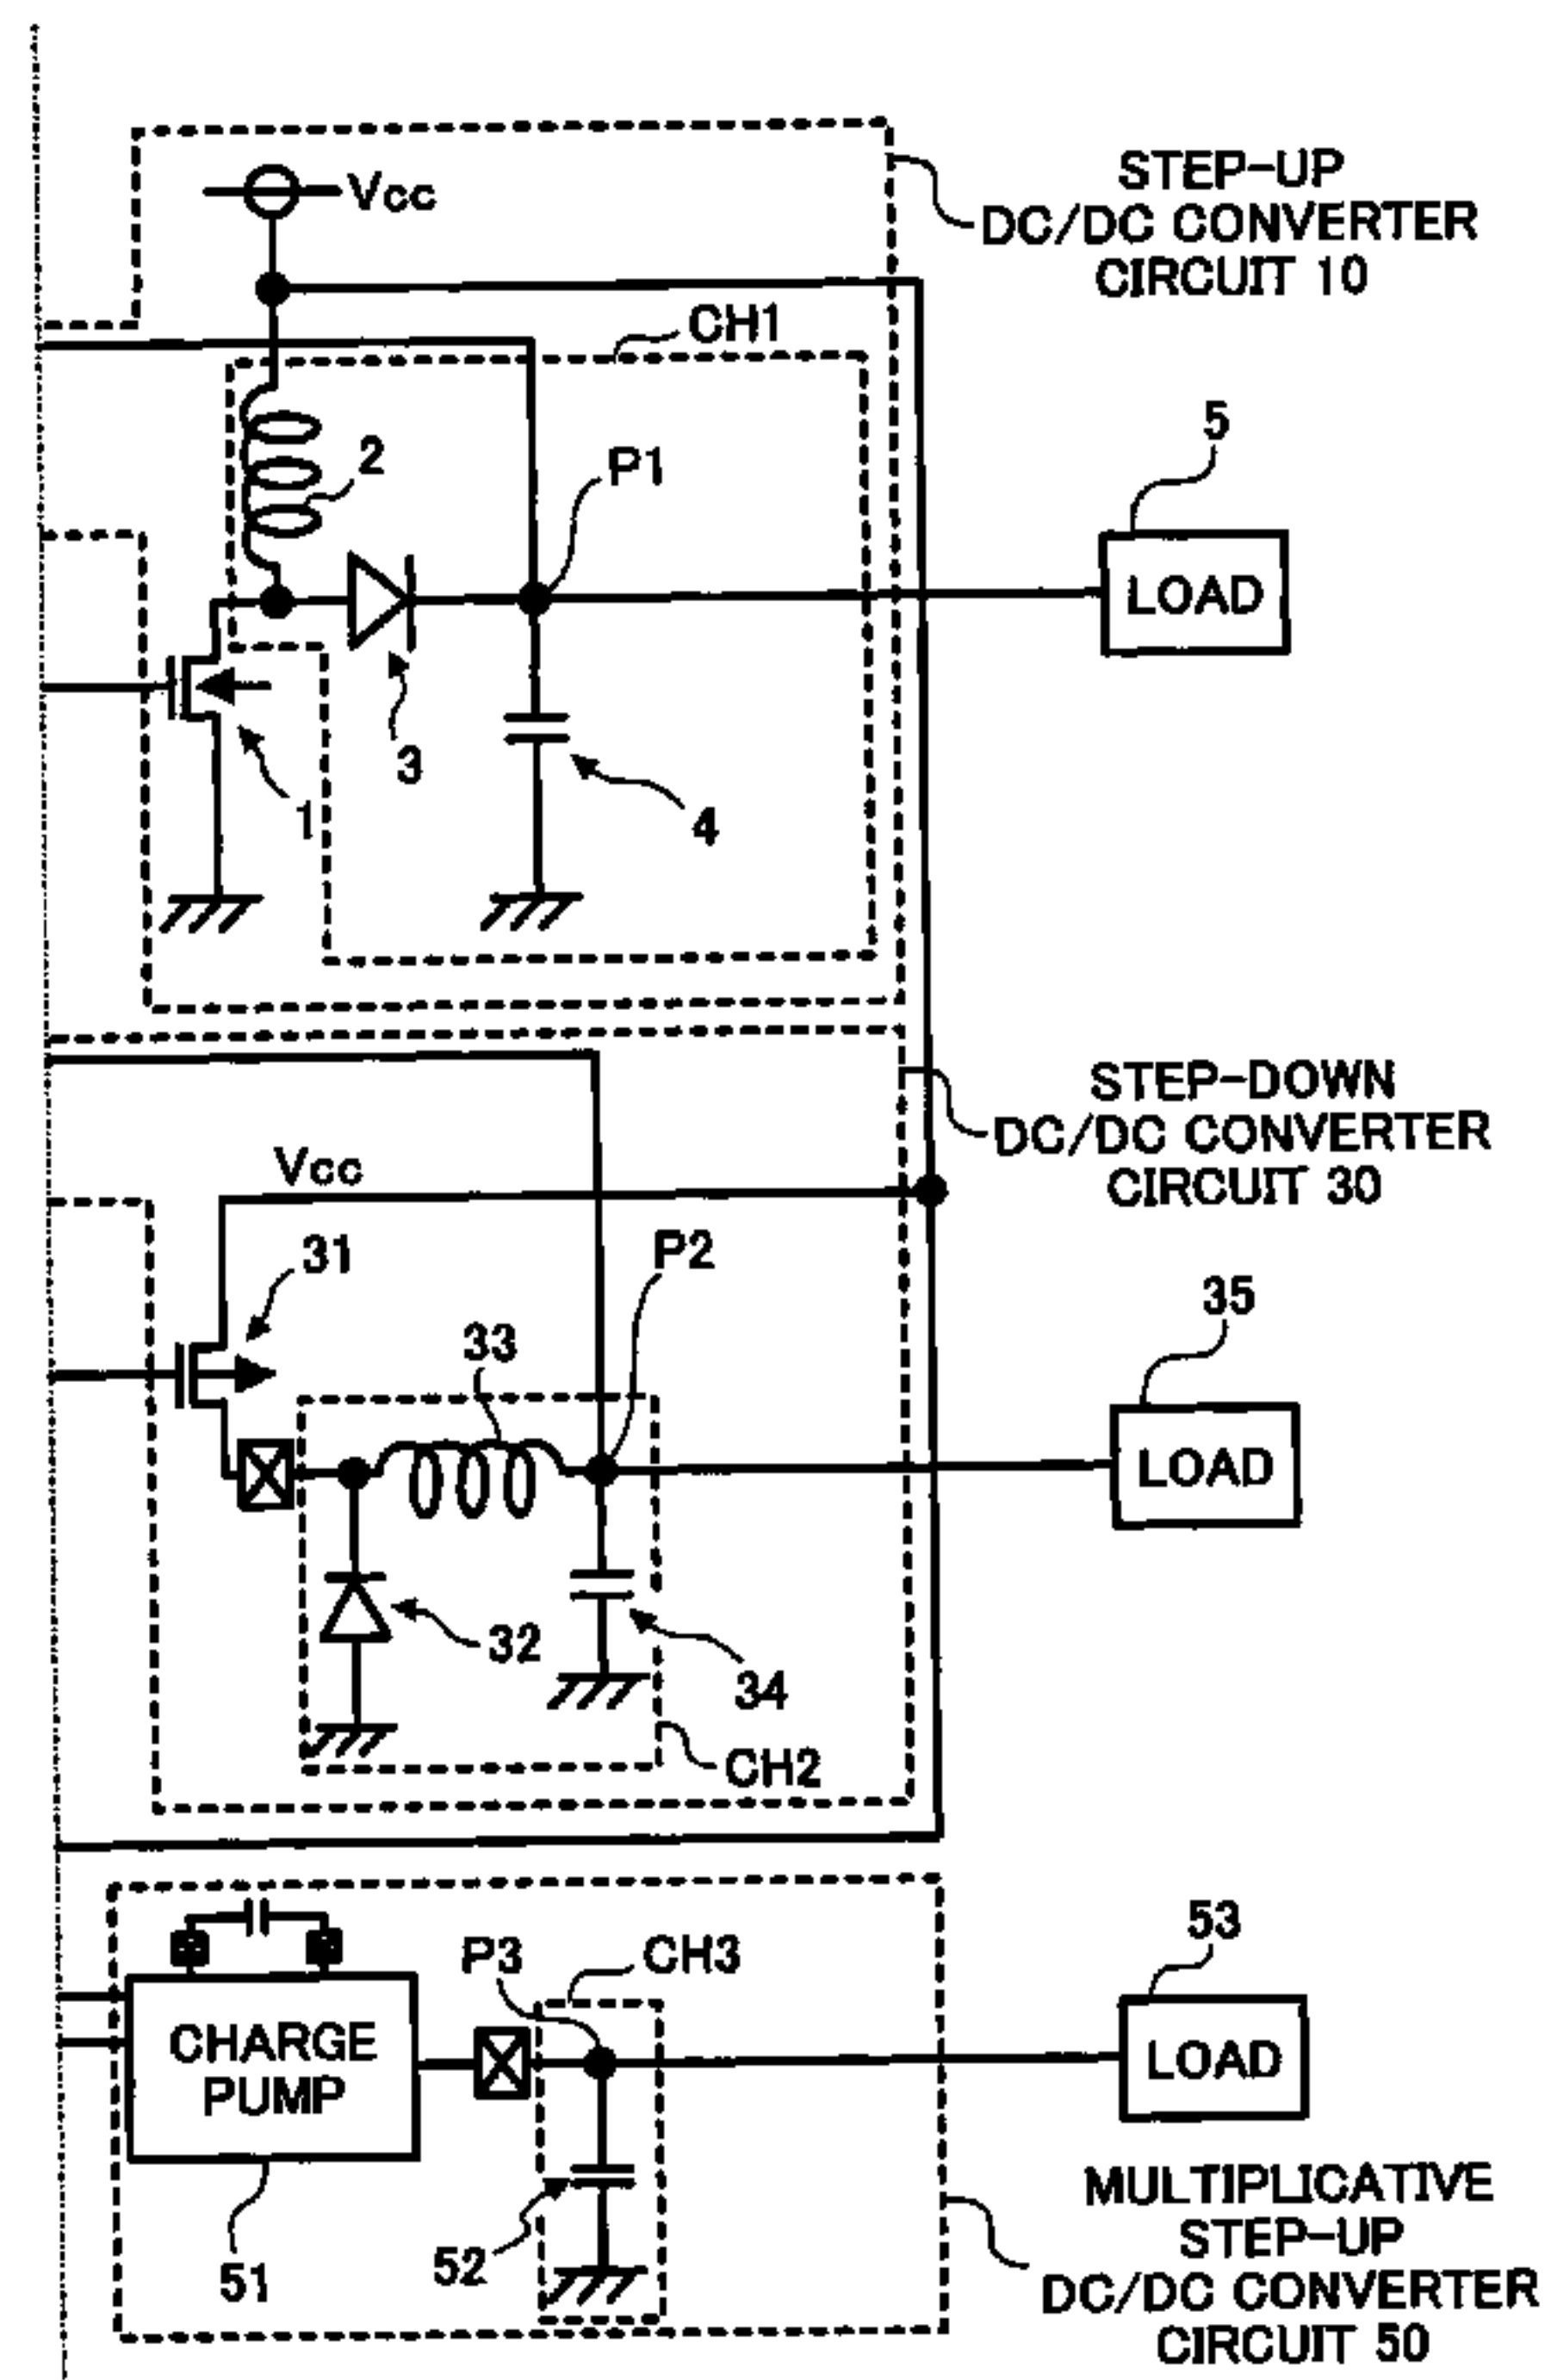 STEP-UP
DC/DC CONVERTER
CIRCUIT 10
Vcc
CH1
2
P1
5
LOAD
3
1
4
STEP-DOWN
DC/DC CONVERTER
CIRCUIT 30
Vcc
31
P2
33
35
LOAD
32
34
CH2
P3
CH3
53
CHARGE
PUMP
LOAD
51
52
MULTIPLICATIVE
STEP-UP
DC/DC CONVERTER
CIRCUIT 50